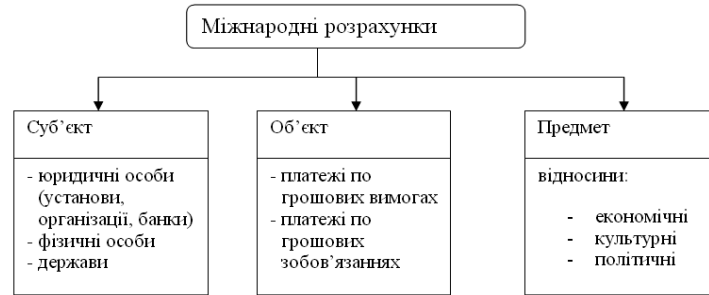 Міжнародні розрахунки
Суб’єкт
- юридичні особи
(установи,
організації, банки)
- фізичні особи
- держави
Об’єкт
- платежі по
грошових вимогах
- платежі по
грошових
зобов’язаннях
Предмет
відносини:
- економічні
- культурні
- політичні